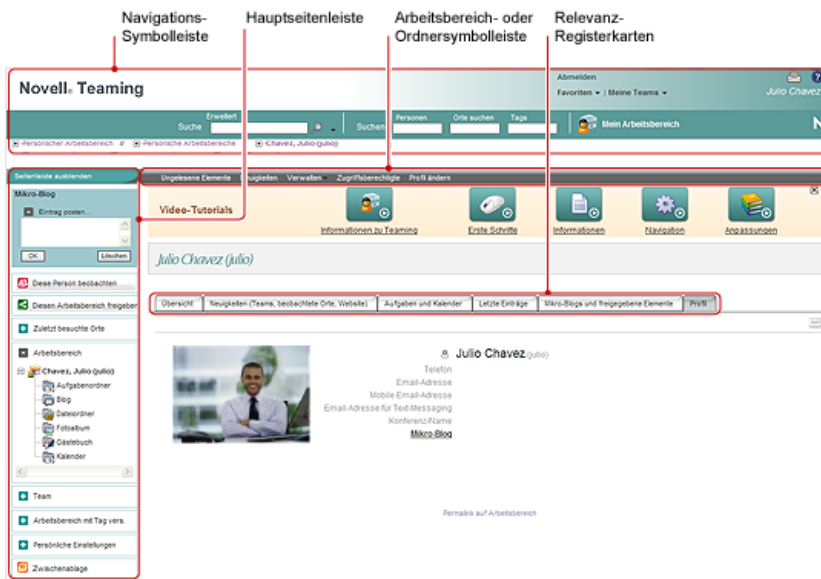 Navigations-
Symbolleiste
Hauptseitenleiste
Arbeitsbereich- oder
Ordnersymbolleiste
Relevanz-
Registerkarten
Novell® Teaming
Abmelden
Favoriten | Meine Teams
Julio Chavez
Erweitert
Suche
Suchen
Personen
Orte suchen
Tags
Mein Arbeitsbereich
N
Persönlicher Arbeitsbereich // Persönliche Arbeitsbereiche Chavez, Julio (julio)
Seitenleiste ausblenden
Ungelesene Elemente Neuigkeiten Verwalten Zugriffsberechtigte Profil ändern
Mikro-Blog
Eintrag posten...
OK
Löschen
Video-Tutorials
Informationen zu Teaming
Erste Schritte
Informationen
Navigation
Anpassungen
Julio Chavez (julio)
Diese Person beobachten
Diesen Arbeitsbereich freigeben
Zuletzt besuchte Orte
Übersicht
Neuigkeiten (Teams, beobachtete Orte, Website)
Aufgaben und Kalender
Letzte Einträge
Mikro-Blogs und freigegebene Elemente
Profil
Arbeitsbereich
Chavez, Julio (julio)
Aufgabenordner
Blog
Dateiordner
Fotoalbum
Gästebuch
Kalender
Julio Chavez (julio)
Telefon
Email-Adresse
Mobile Email-Adresse
Email-Adresse für Text-Messaging
Konferenz-Name
Mikro-Blog
Team
Arbeitsbereich mit Tag vers.
Persönliche Einstellungen
Zwischenablage
Permalink auf Arbeitsbereich